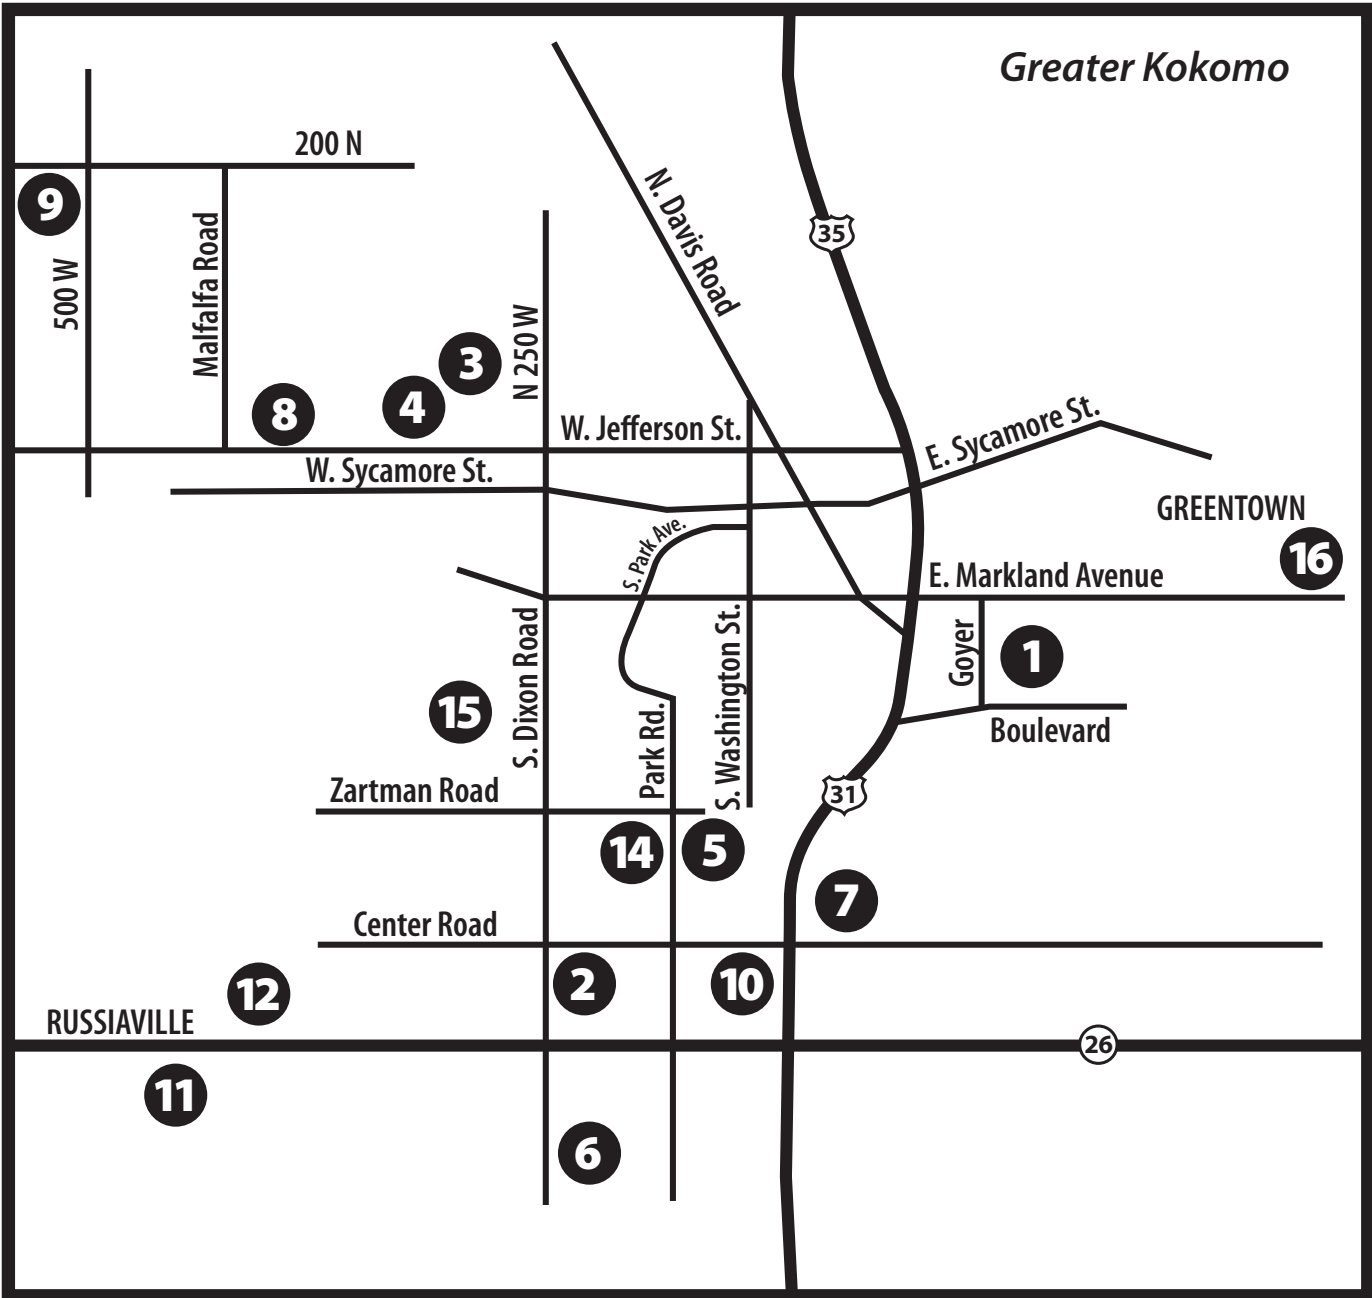 Greater Kokomo
200 N
9
500 W
Malfalfa Road
N. Davis Road
35
3
N 250 W
4
8
W. Jefferson St.
E. Sycamore St.
W. Sycamore St.
GREENTOWN
S. Park Ave.
16
E. Markland Avenue
Goyer
1
S. Dixon Road
15
Park Rd.
S. Washington St.
Boulevard
Zartman Road
31
14
5
7
Center Road
2
10
12
RUSSIAVILLE
26
11
6